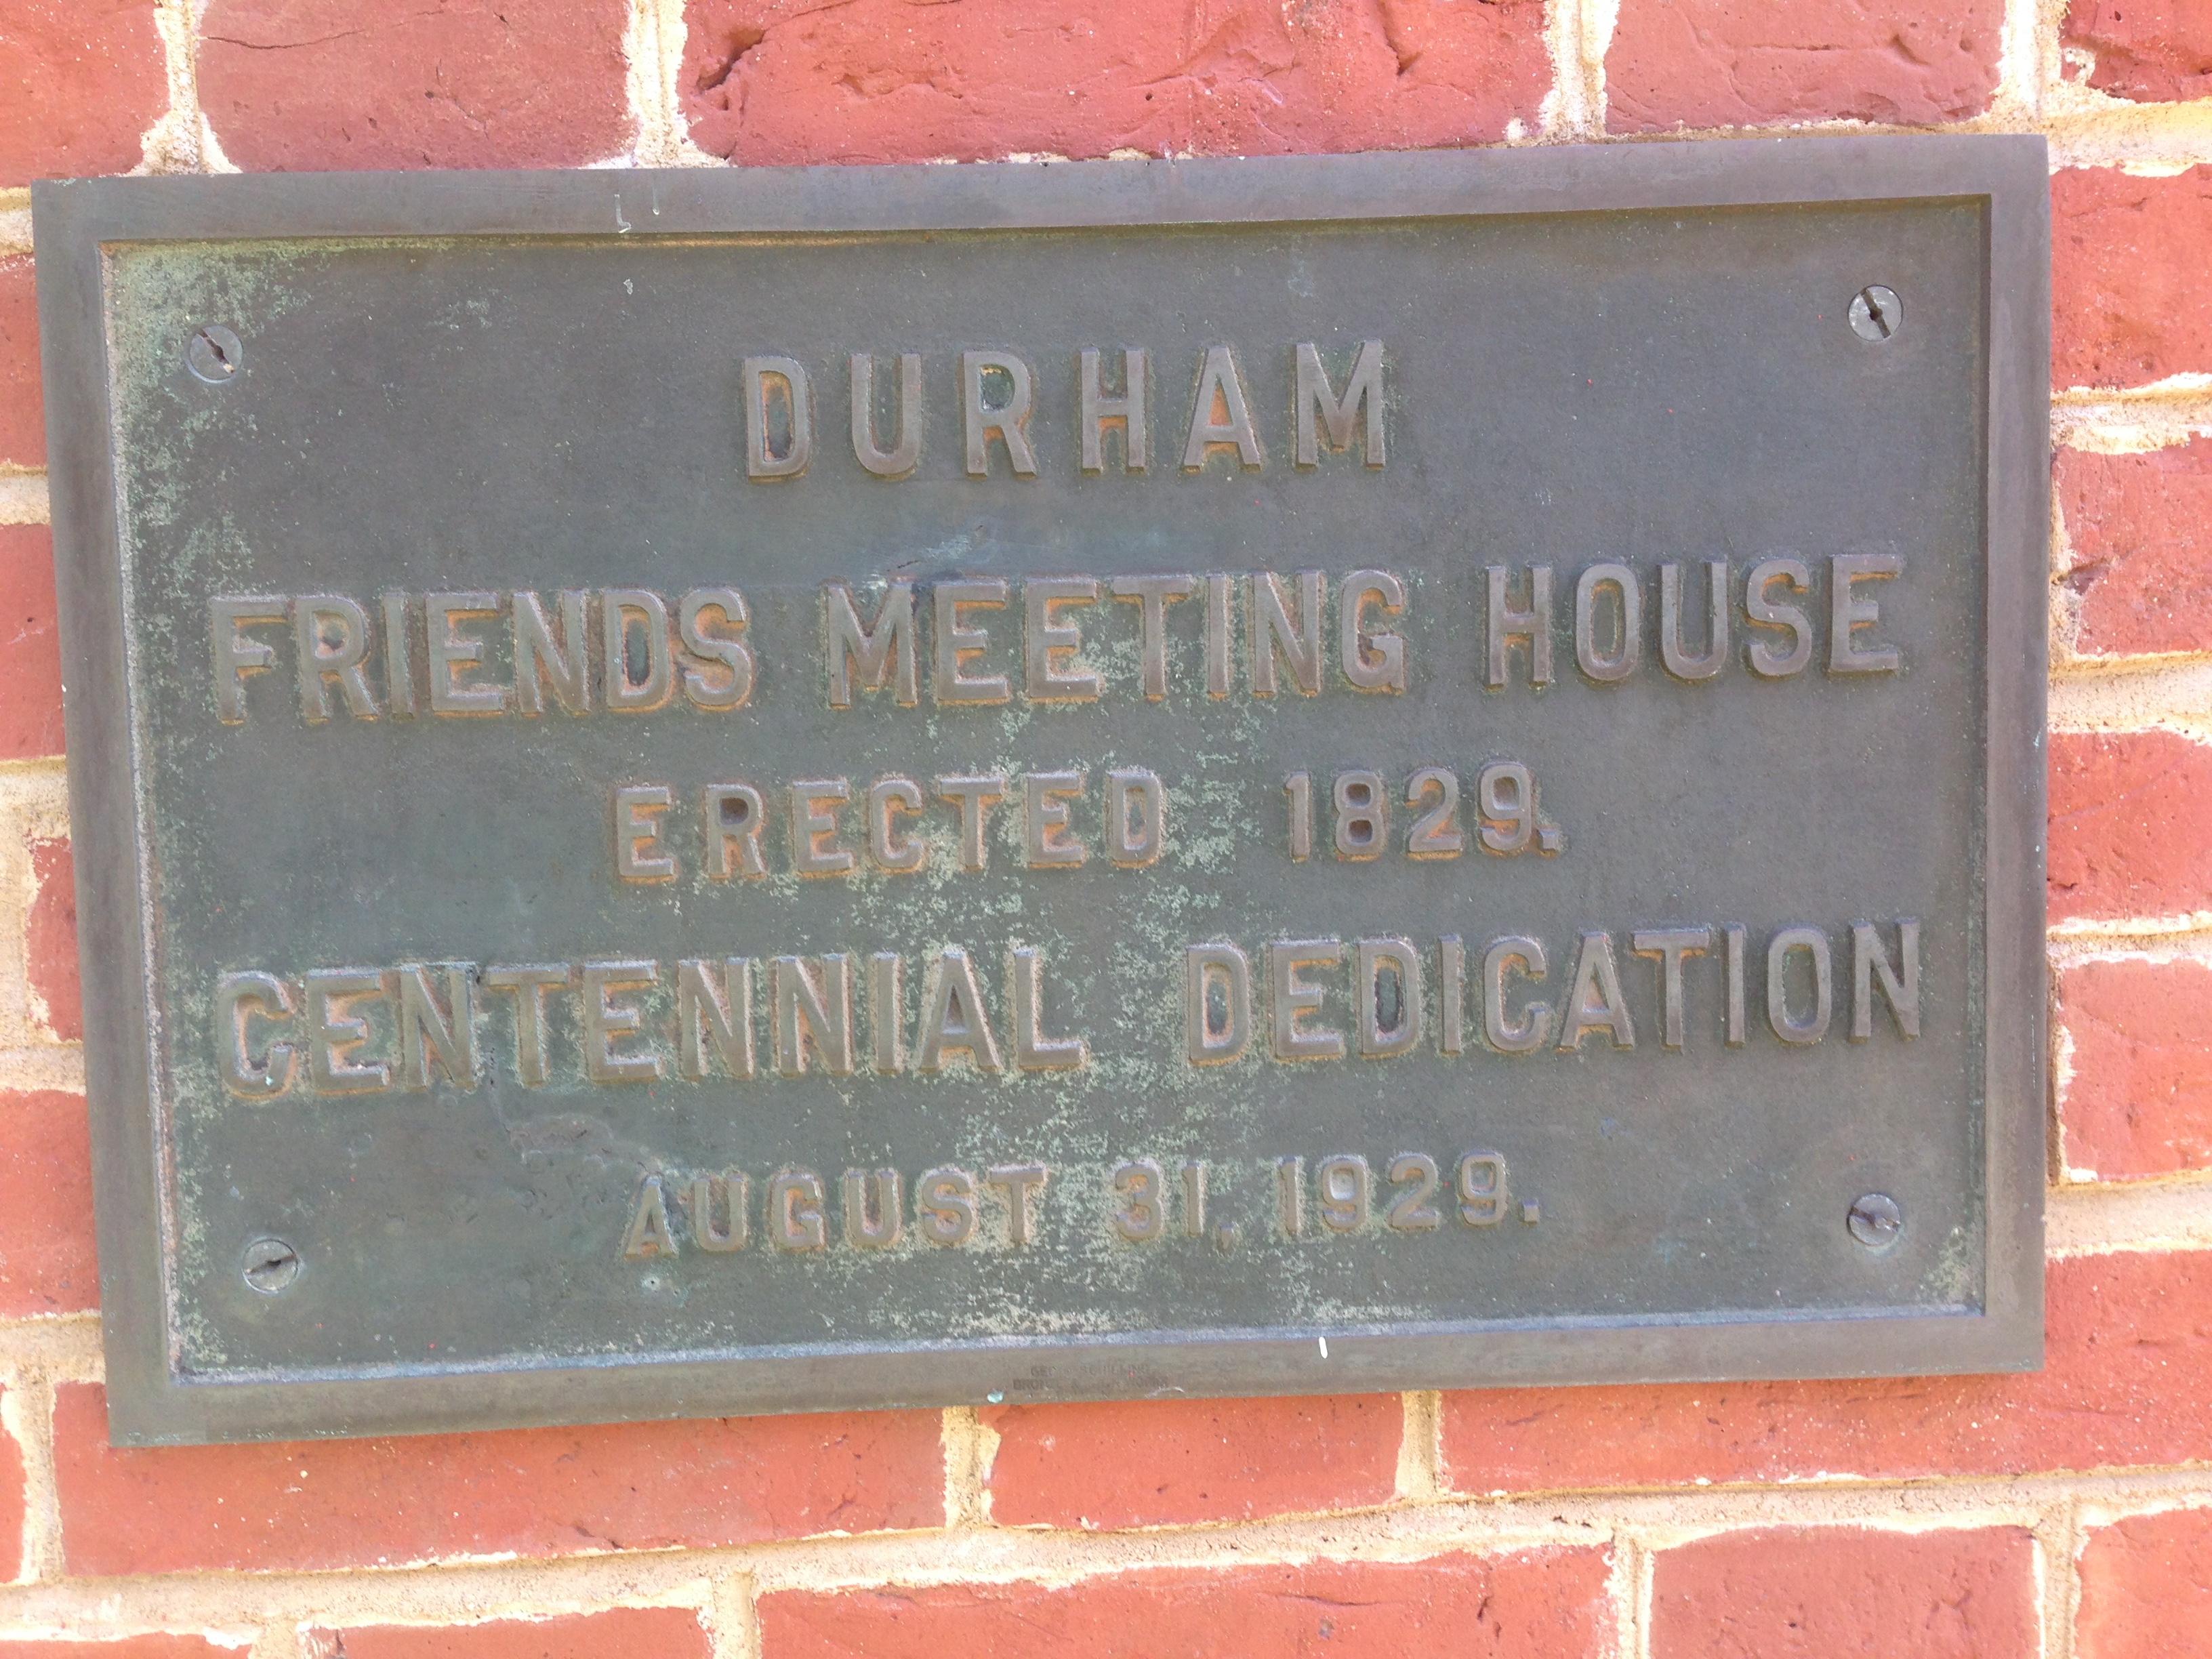 DURHAM
FRIENDS MEETING HOUSE
ERECTED 1829.
CENTENNIAL DEDICATION
AUGUST 31, 1929.